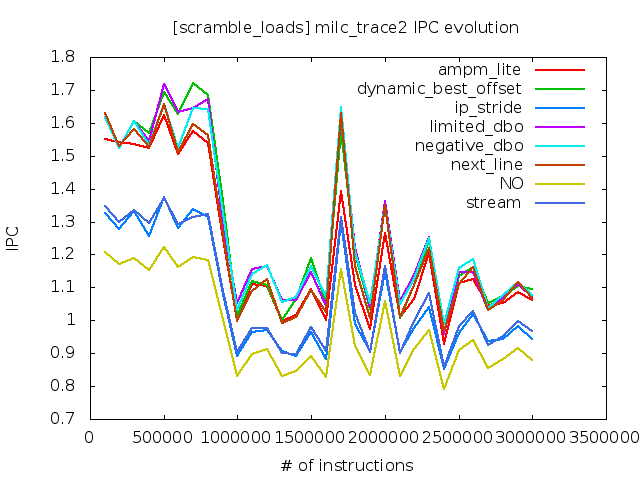 [scramble_loads] milc_trace2 IPC evolution
1.8
1.7
1.6
1.5
1.4
1.3
1.2
1.1
1
0.9
0.8
0.7
IPC
ampm_lite
dynamic_best_offset
ip_stride
limited_dbo
negative_dbo
next_line
NO
stream
0 500000 1000000 1500000 2000000 2500000 3000000 3500000
# of instructions